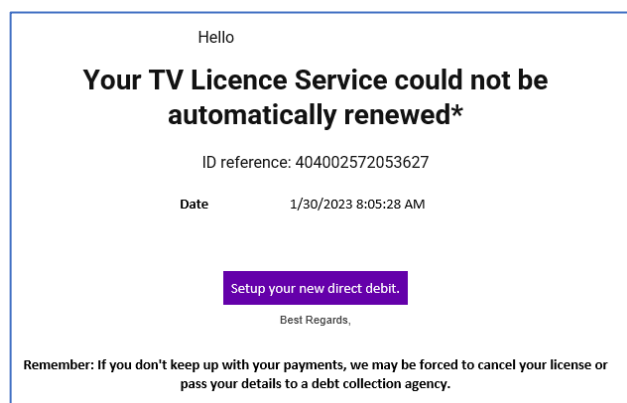 Hello
Your TV Licence Service could not be
automatically renewed*
ID reference: 404002572053627
Date 1/30/2023 8:05:28 AM
Setup your new direct debit.
Best Regards,
Remember: If you don't keep up with your payments, we may be forced to cancel your license or
pass your details to a debt collection agency.